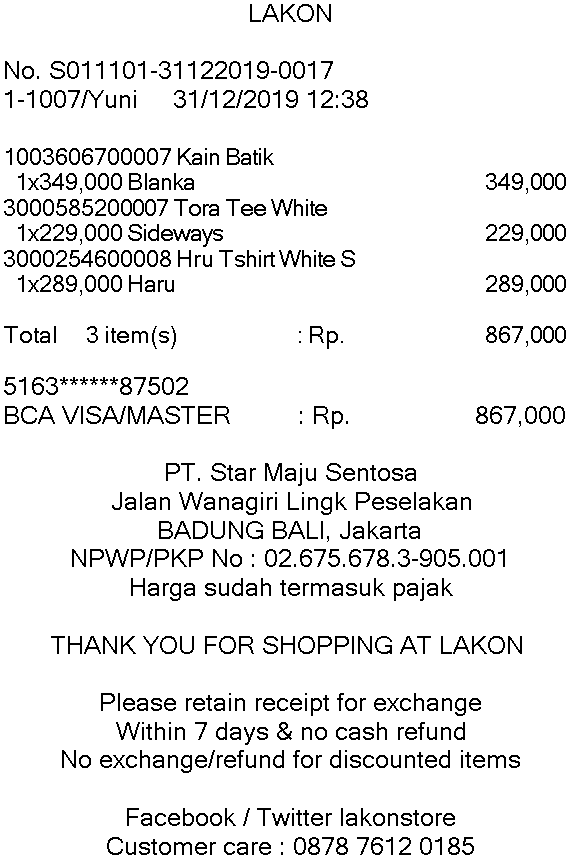 LAKON
No. S011101-31122019-0017
1-1007/Yuni 31/12/2019 12:38
1003606700007 Kain Batik
1x349,000 Blanka 349,000
3000585200007 Tora Tee White
1x229,000 Sideways 229,000
3000254600008 Hru Tshirt White S
1x289,000 Haru 289,000
Total 3 item(s) : Rp. 867,000
5163******87502
BCA VISA/MASTER : Rp. 867,000
PT. Star Maju Sentosa
Jalan Wanagiri Lingk Peselakan
BADUNG BALI, Jakarta
NPWP/PKP No : 02.675.678.3-905.001
Harga sudah termasuk pajak
THANK YOU FOR SHOPPING AT LAKON
Please retain receipt for exchange
Within 7 days & no cash refund
No exchange/refund for discounted items
Facebook / Twitter lakonstore
Customer care : 0878 7612 0185